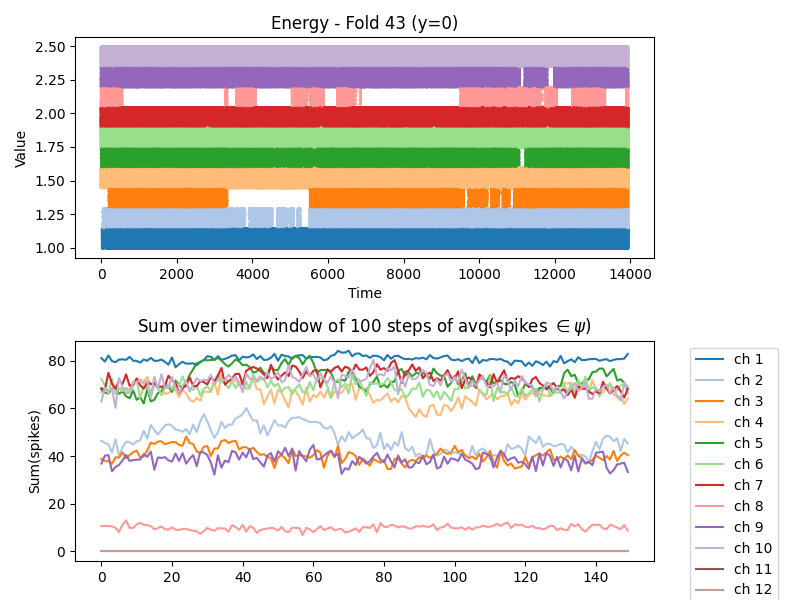 Energy - Fold 43 (y=0)
2.50
2.25
2.00
1.75
1.50
1.25
1.00
Value
0 2000 4000 6000 8000 10000 12000 14000
Time
Sum over timewindow of 100 steps of avg(spikes ∈ ψ)
80
60
40
20
0
Sum(spikes)
0 20 40 60 80 100 120 140
ch 1
ch 2
ch 3
ch 4
ch 5
ch 6
ch 7
ch 8
ch 9
ch 10
ch 11
ch 12